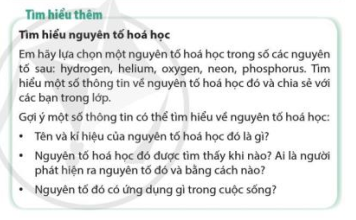 Tìm hiểu thêm
Tìm hiểu nguyên tố hoá học
Em hãy lựa chọn một nguyên tố hoá học trong số các nguyên
tố sau: hydrogen, helium, oxygen, neon, phosphorus. Tìm
hiểu một số thông tin về nguyên tố hoá học đó và chia sẻ với
các bạn trong lớp.
Gợi ý một số thông tin có thể tìm hiểu về nguyên tố hoá học:
• Tên và kí hiệu của nguyên tố hoá học đó là gì?
• Nguyên tố hoá học đó được tìm thấy khi nào? Ai là người
phát hiện ra nguyên tố đó và bằng cách nào?
• Nguyên tố đó có ứng dụng gì trong cuộc sống?